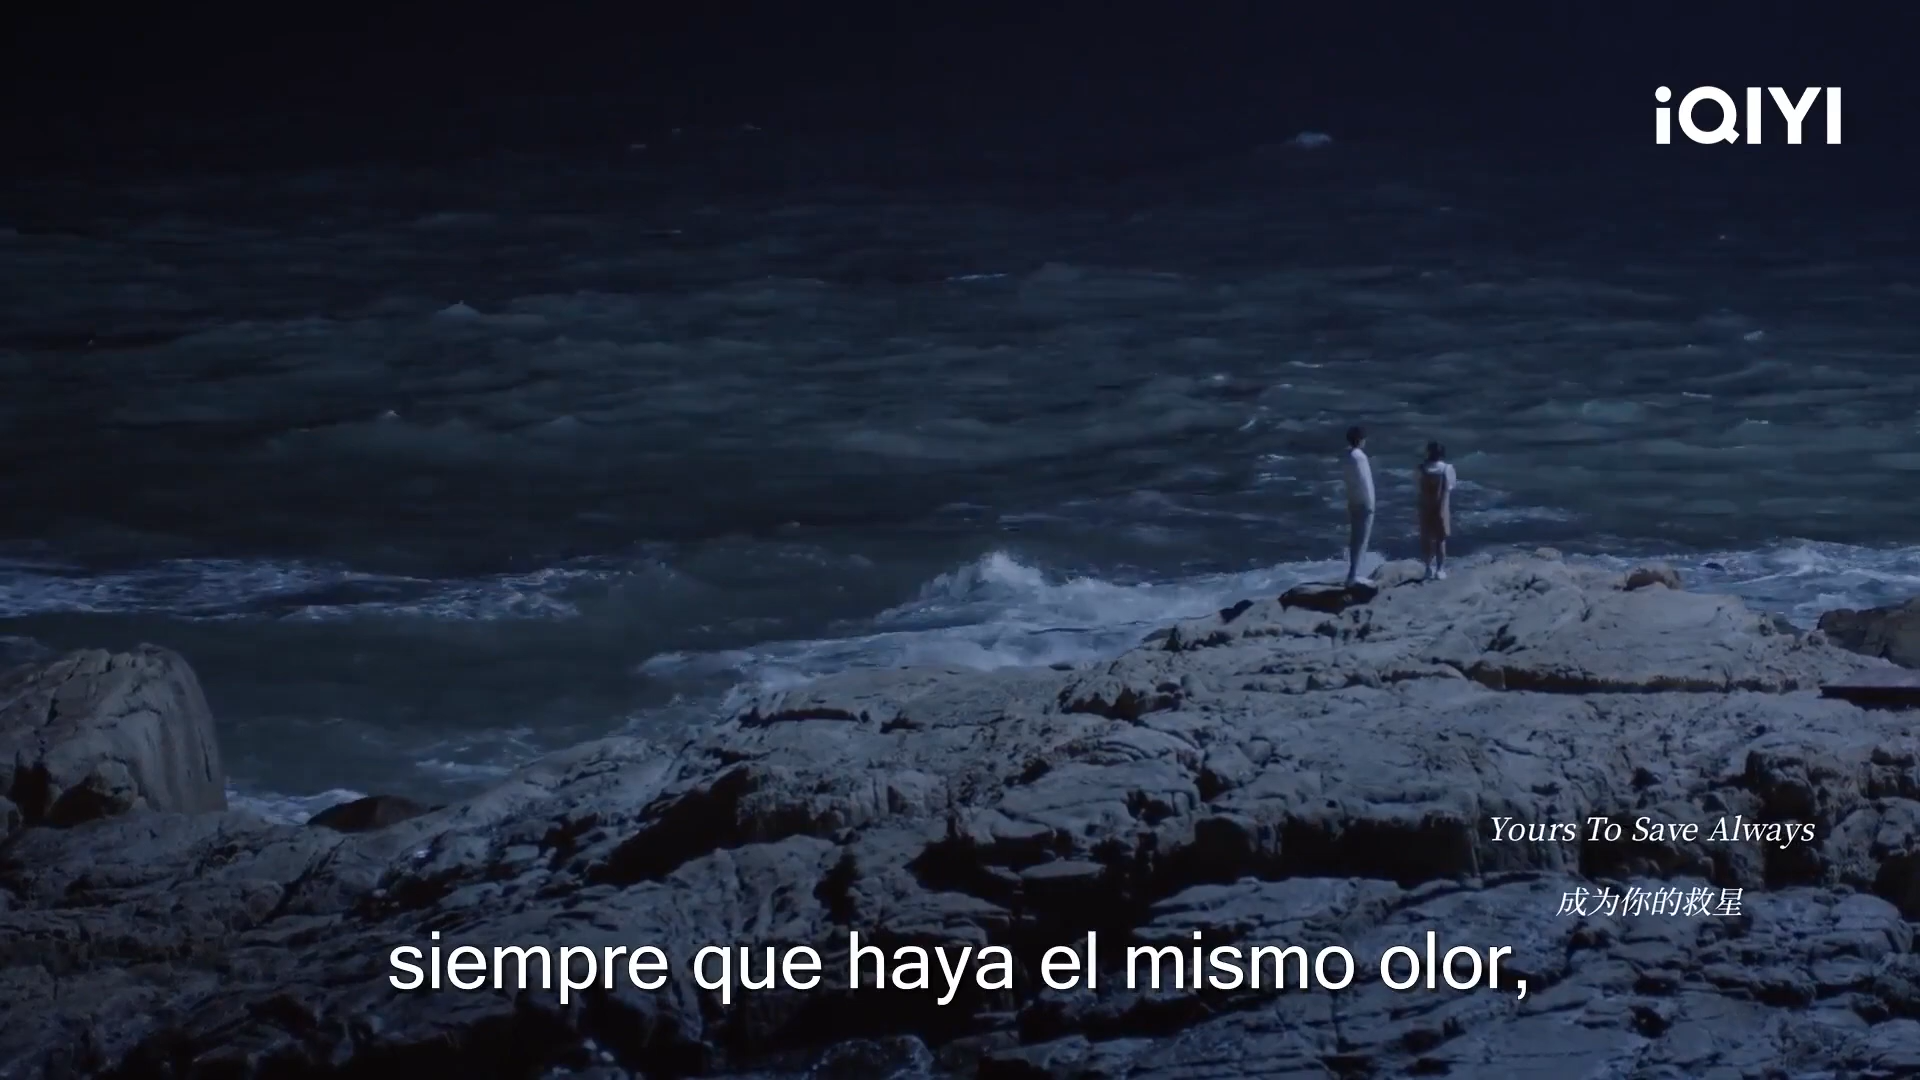 iQIYI
Yours To Save Always
成为你的救星
siempre que haya el mismo olor,